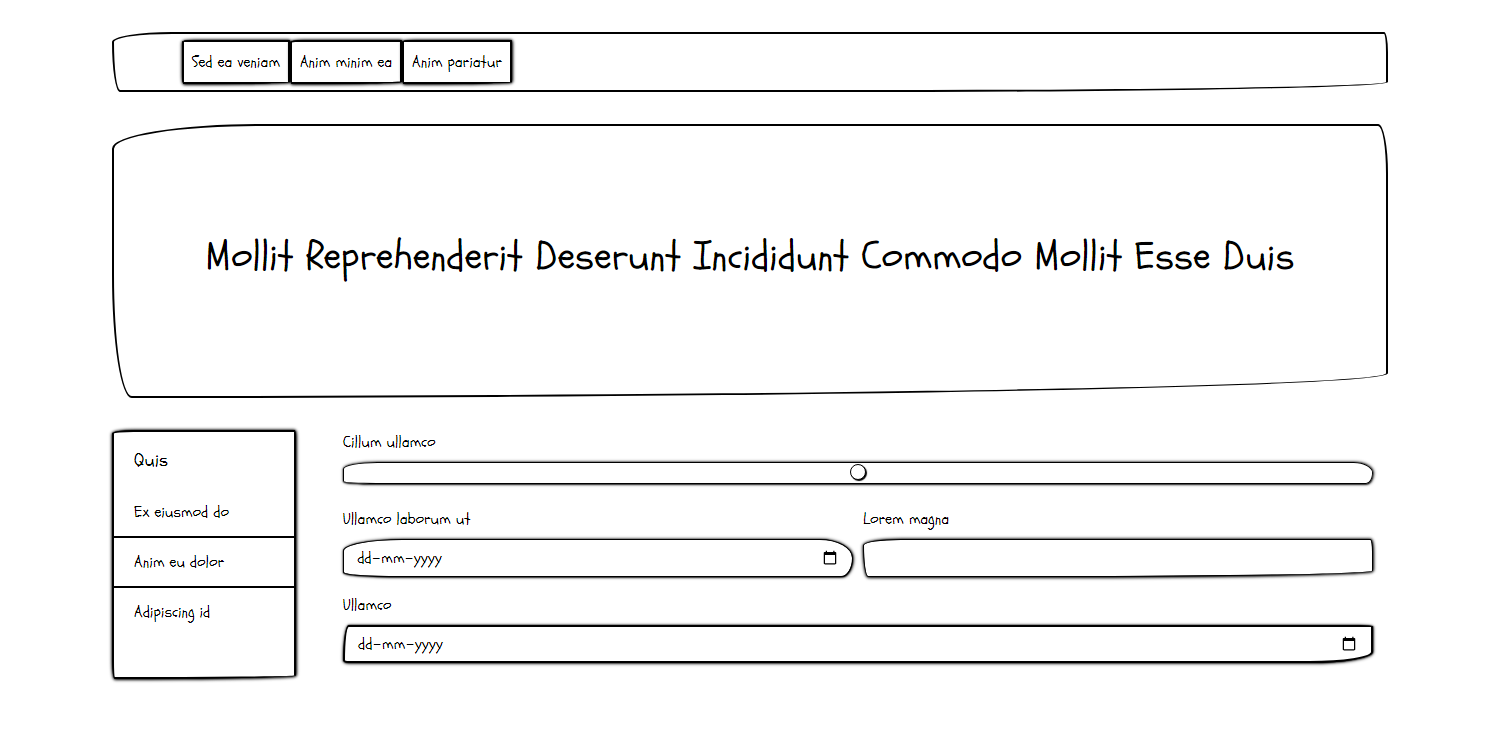 Sed ea veniam Anim minim ea Anim pariatur
Mollit Reprehenderit Deserunt Incididunt Commodo Mollit Esse Duis
Quis
Ex eiusmod do
Anim eu dolor
Adipiscing id
Cillum ullamco
Ullamco laborum ut Lorem magna
dd-mm-yyyy
Ullamco
dd-mm-yyyy